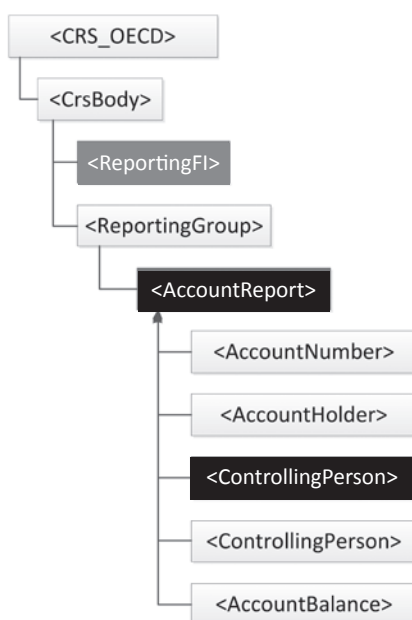 <CRS_OECD>
<CrsBody>
<ReportingFI>
<ReportingGroup>
<AccountReport>
<AccountNumber>
<AccountHolder>
<ControllingPerson>
<ControllingPerson>
<AccountBalance>